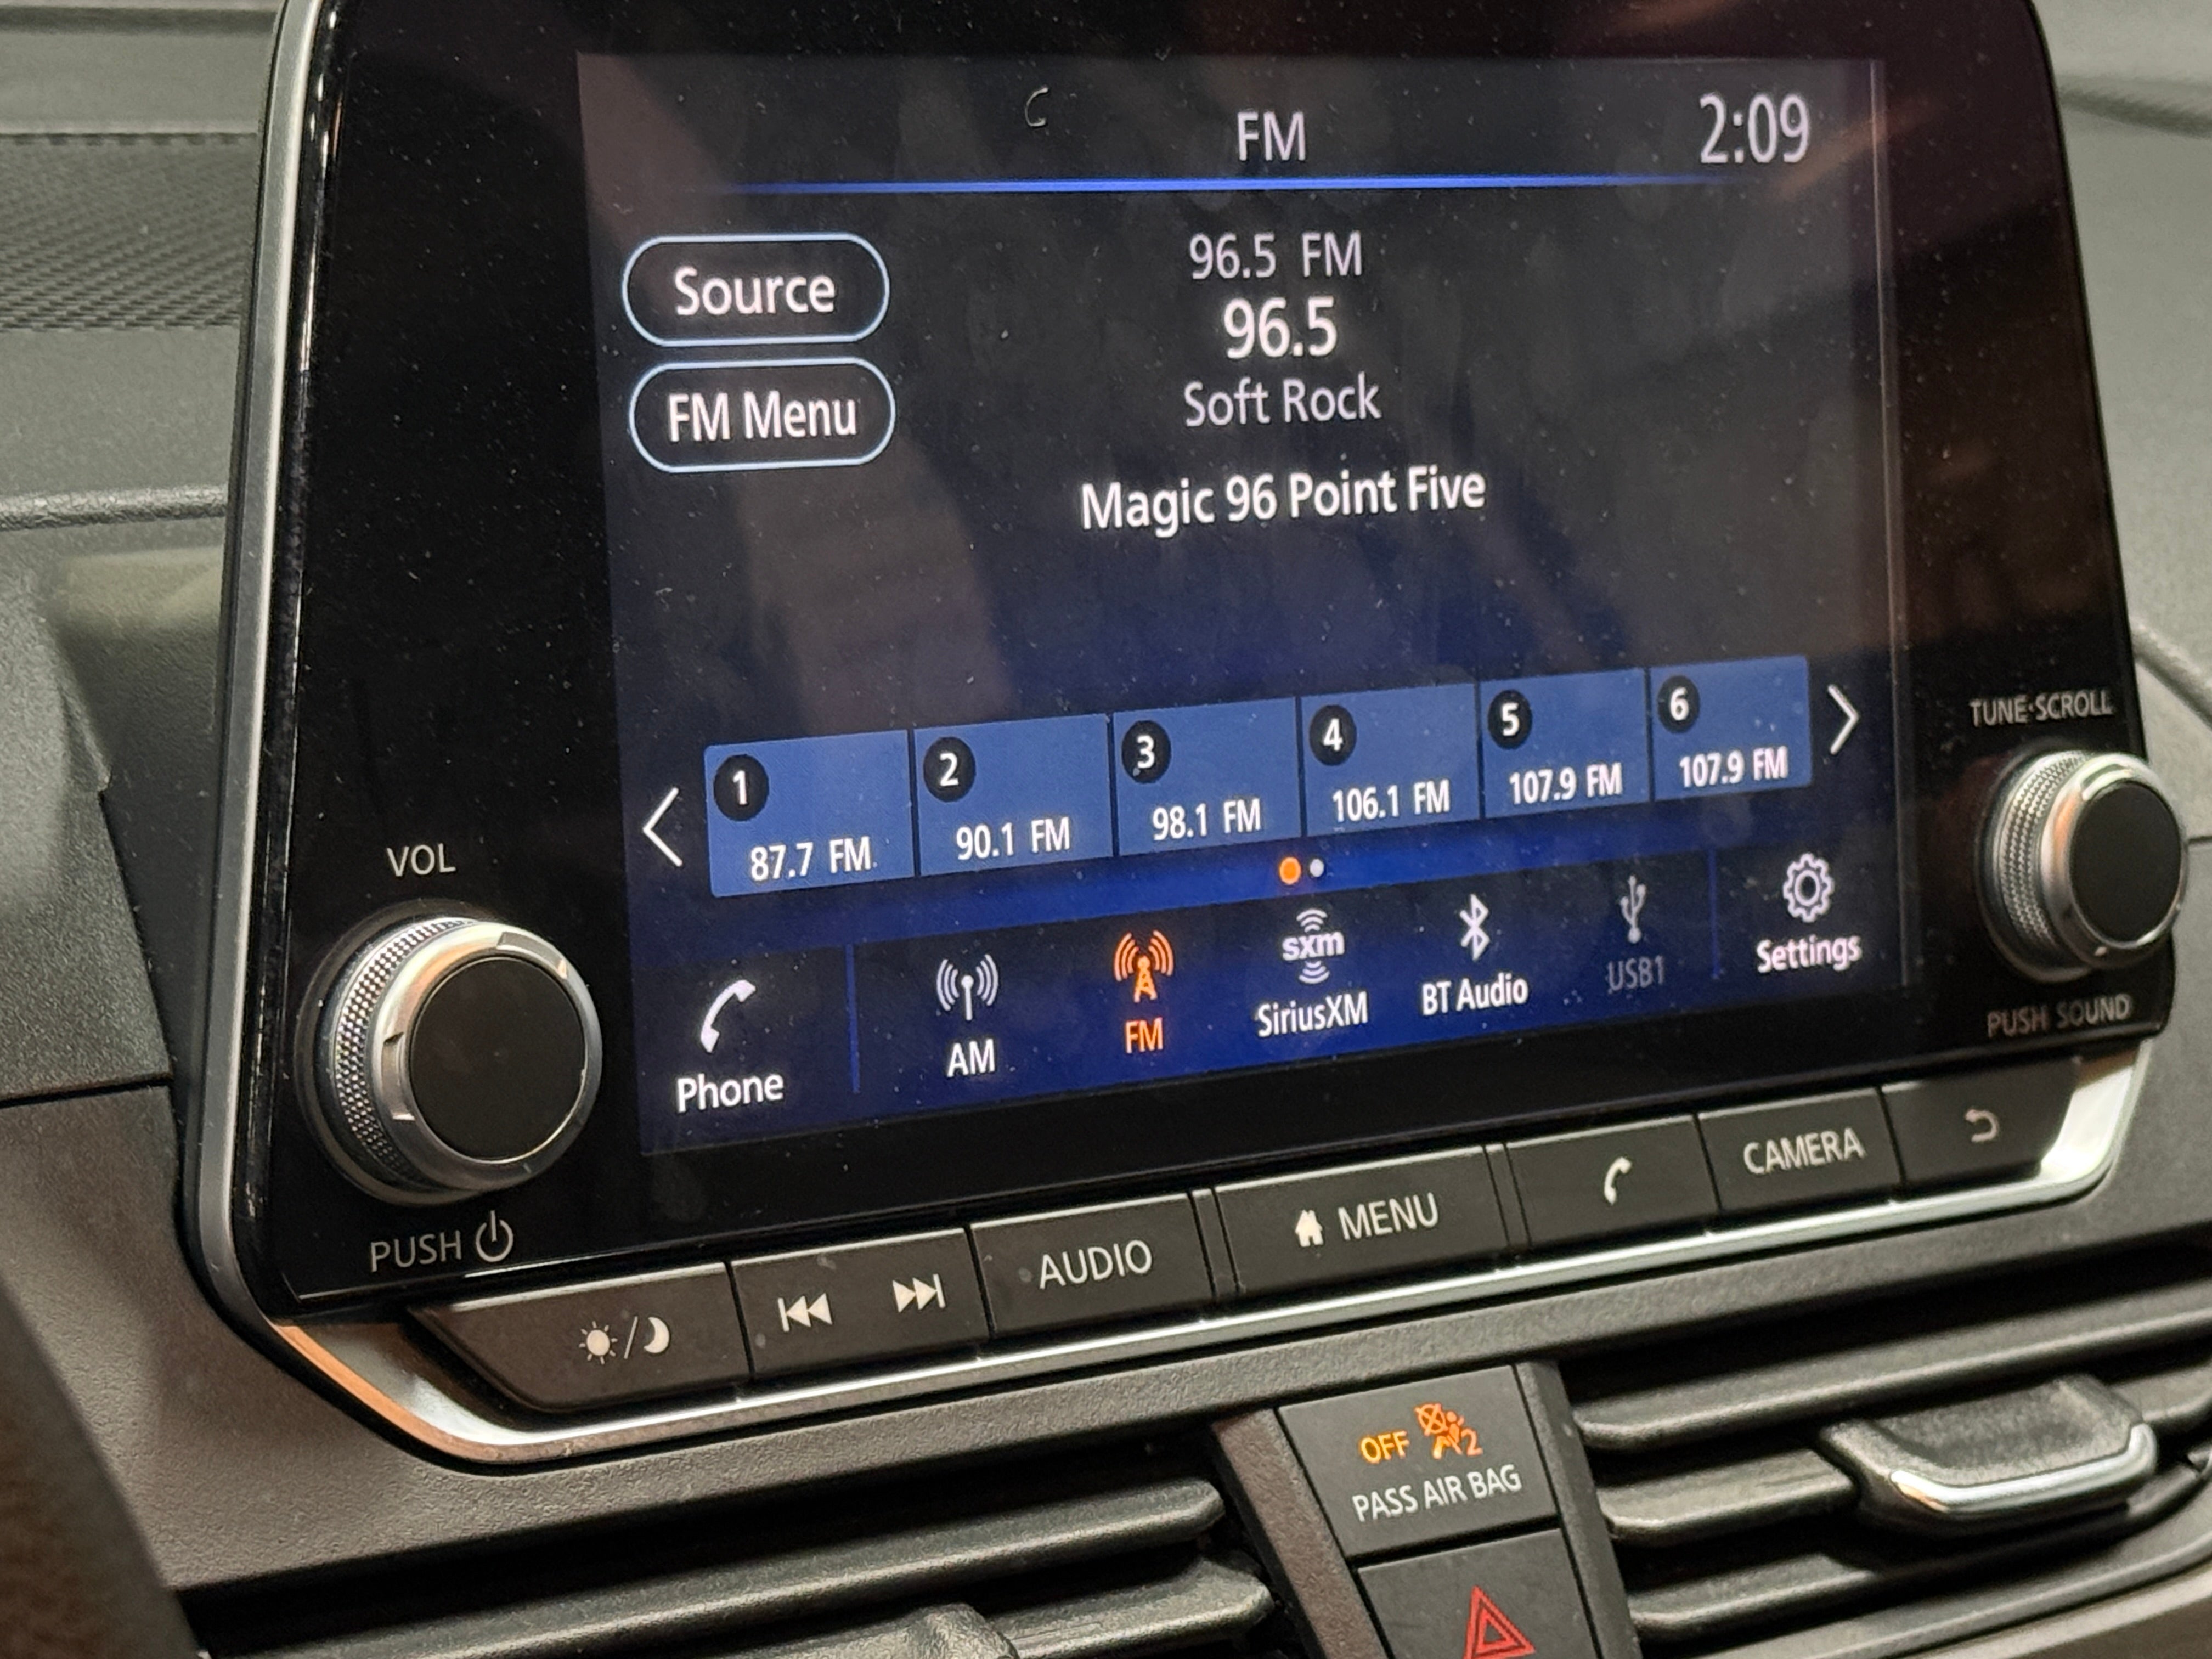 FM
2:09
Source
FM Menu
96.5 FM
96.5
Soft Rock
Magic 96 Point Five
1
87.7 FM
2
90.1 FM
3
98.1 FM
4
106.1 FM
5
107.9 FM
6
107.9 FM
Phone
AM
FM
sxm
SiriusXM
BT Audio
USB1
Settings
VOL
PUSH
TUNE·SCROLL
PUSH SOUND
AUDIO
MENU
CAMERA
OFF 2
PASS AIR BAG